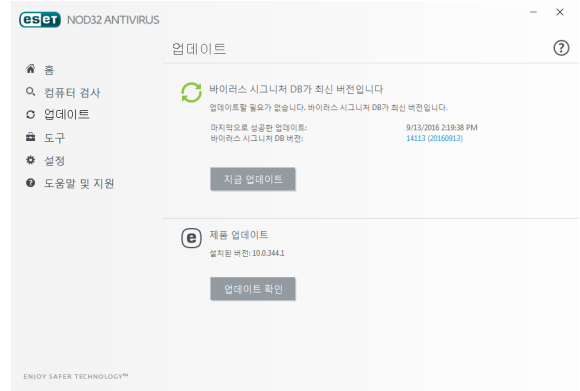 eset NOD32 ANTIVIRUS
업데이트
홈
컴퓨터 검사
업데이트
도구
설정
도움말 및 지원
바이러스 시그니처 DB가 최신 버전입니다
업데이트할 필요가 없습니다. 바이러스 시그니처 DB가 최신 버전입니다.
마지막으로 성공한 업데이트: 9/13/2016 2:19:38 PM
바이러스 시그니처 DB 버전: 14113 (20160913)
지금 업데이트
제품 업데이트
설치된 버전: 10.0.344.1
업데이트 확인
ENJOY SAFER TECHNOLOGY™